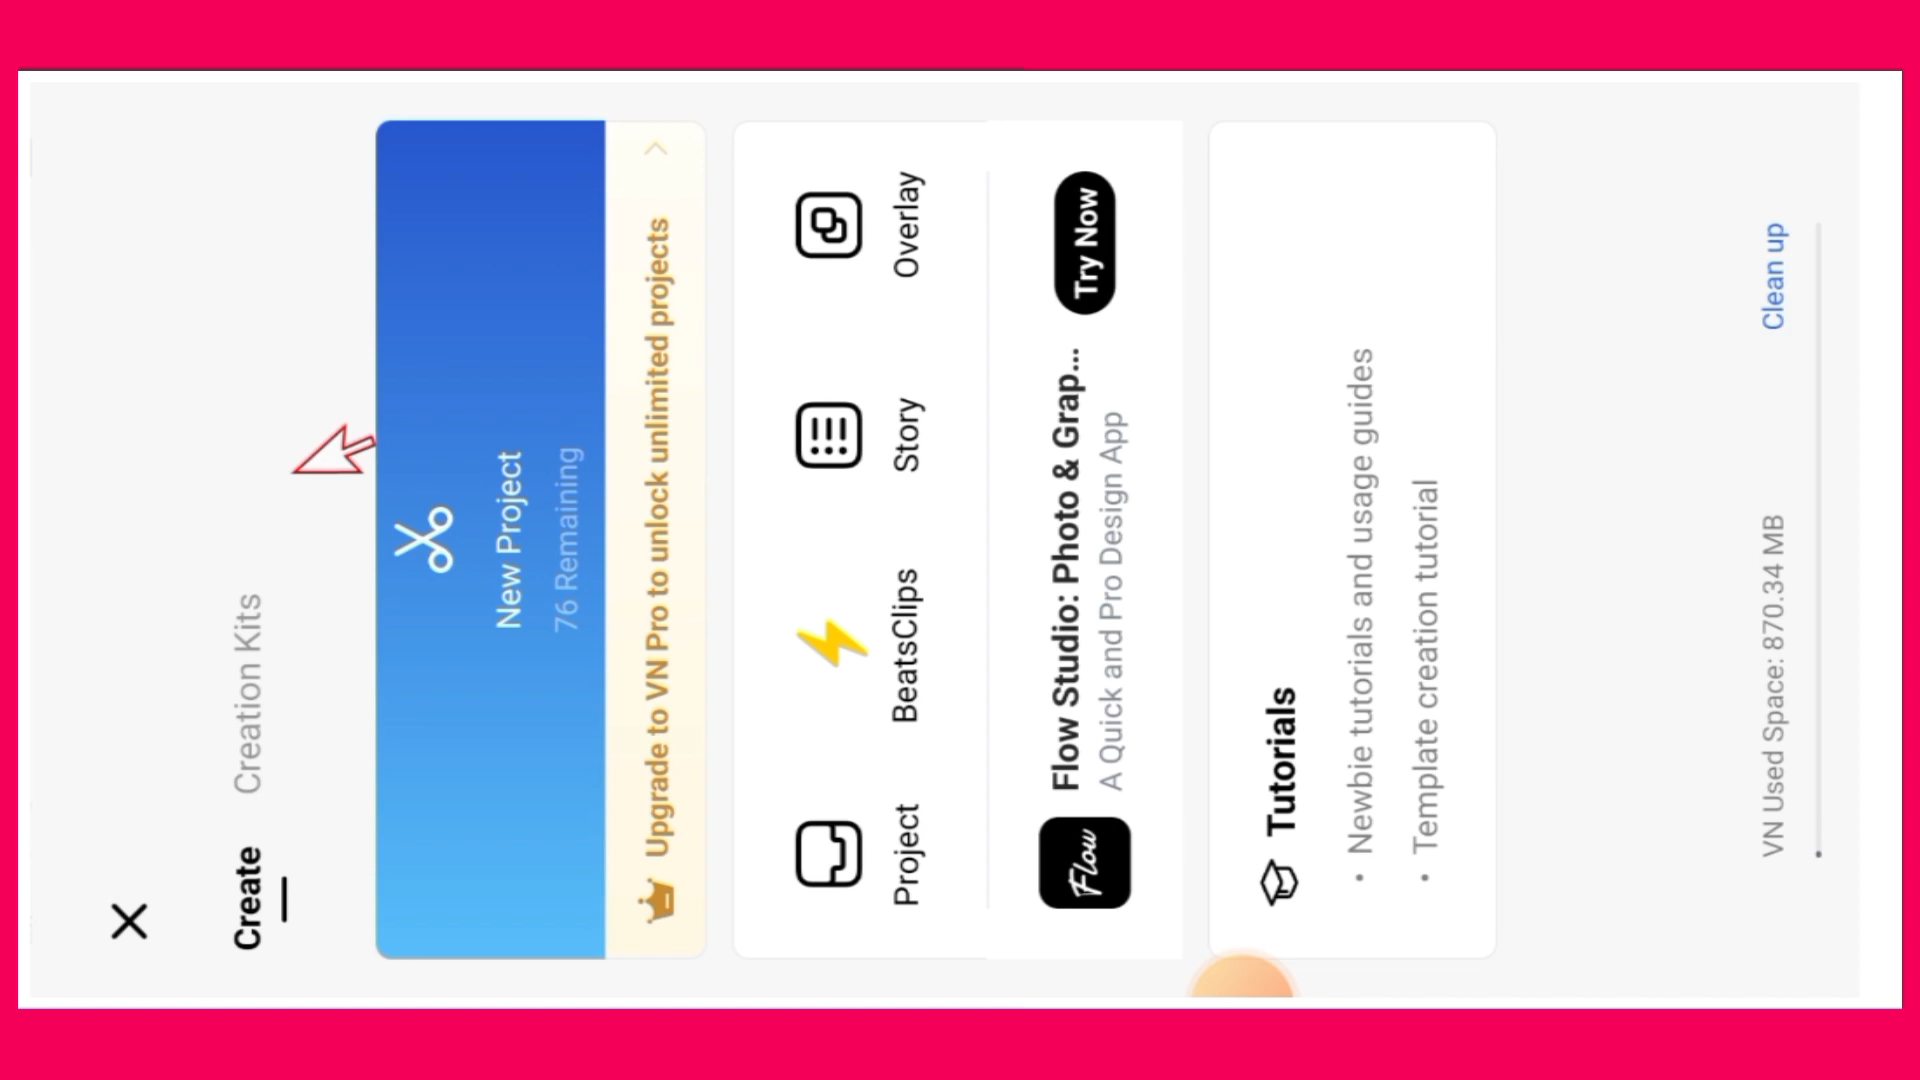 Create Creation Kits
New Project
76 Remaining
Upgrade to VN Pro to unlock unlimited projects
Project BeatsClips Story Overlay
Flow
Flow Studio: Photo & Grap...
A Quick and Pro Design App
Try Now
Tutorials
• Newbie tutorials and usage guides
• Template creation tutorial
VN Used Space: 870.34 MB Clean up